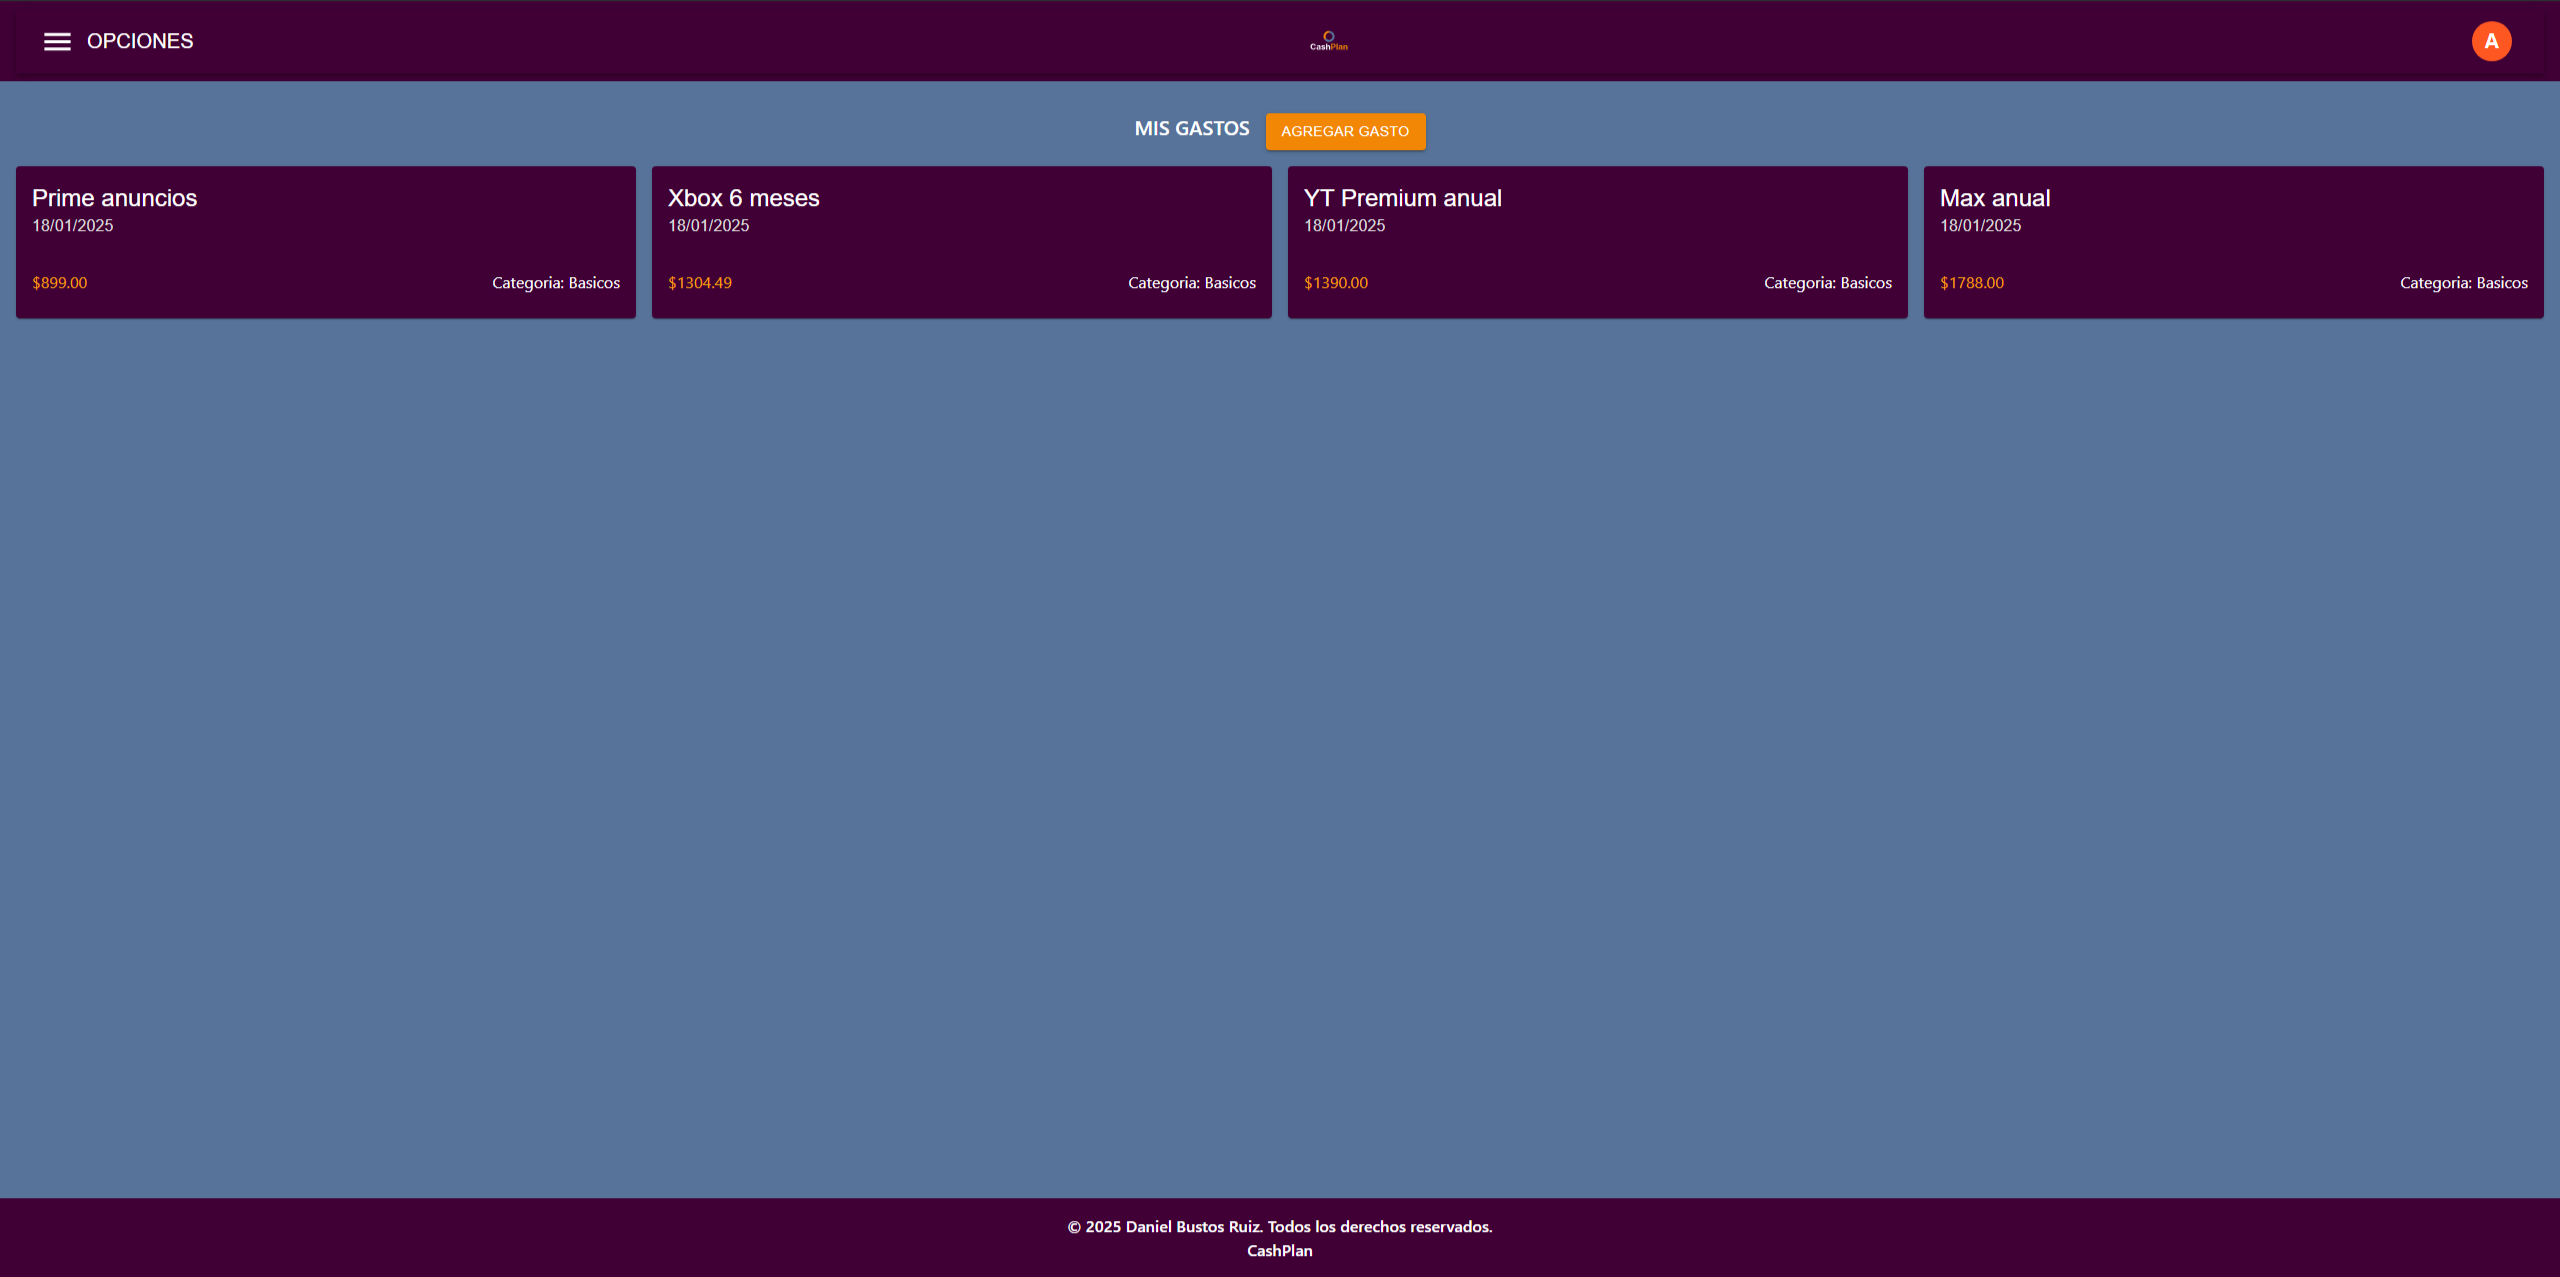 OPCIONES
CashPlan
A
MIS GASTOS
AGREGAR GASTO
Prime anuncios
18/01/2025
$899.00
Categoria: Basicos
Xbox 6 meses
18/01/2025
$1304.49
Categoria: Basicos
YT Premium anual
18/01/2025
$1390.00
Categoria: Basicos
Max anual
18/01/2025
$1788.00
Categoria: Basicos
© 2025 Daniel Bustos Ruiz. Todos los derechos reservados.
CashPlan